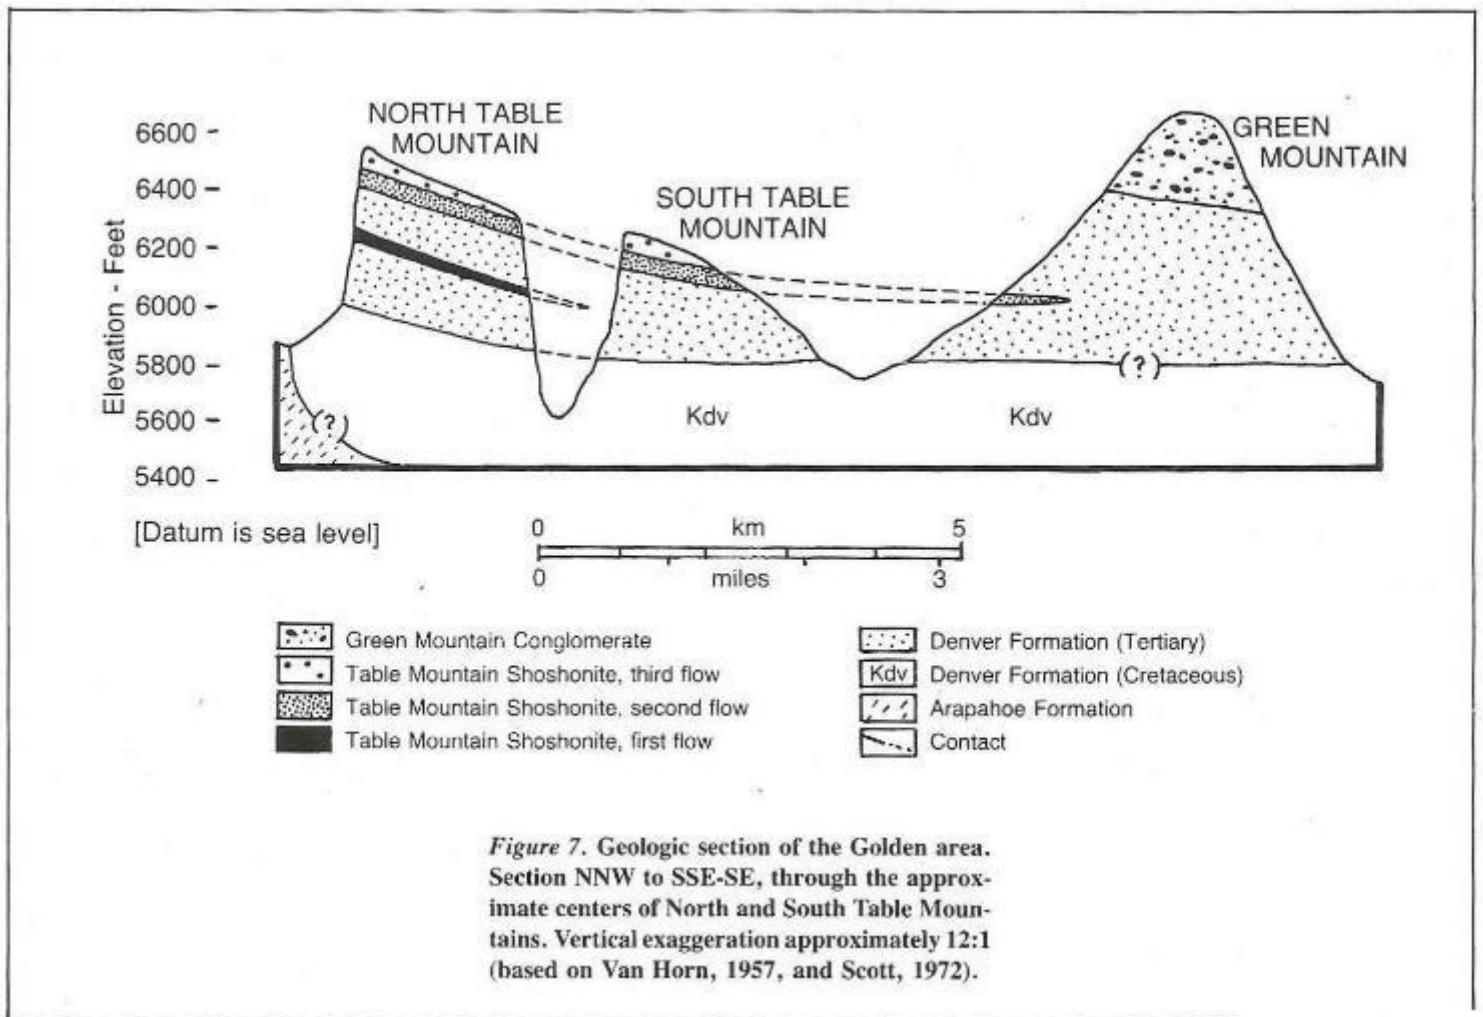 NORTH TABLE
MOUNTAIN
SOUTH TABLE
MOUNTAIN
GREEN
MOUNTAIN
Elevation - Feet
6600 -
6400 -
6200 -
6000 -
5800 -
5600 -
5400 -
(?)
(?)
Kdv
Kdv
[Datum is sea level]
0 km 5
0 miles 3
Green Mountain Conglomerate
Table Mountain Shoshonite, third flow
Table Mountain Shoshonite, second flow
Table Mountain Shoshonite, first flow
Denver Formation (Tertiary)
Kdv Denver Formation (Cretaceous)
Arapahoe Formation
Contact
Figure 7. Geologic section of the Golden area.
Section NNW to SSE-SE, through the approx-
imate centers of North and South Table Moun-
tains. Vertical exaggeration approximately 12:1
(based on Van Horn, 1957, and Scott, 1972).